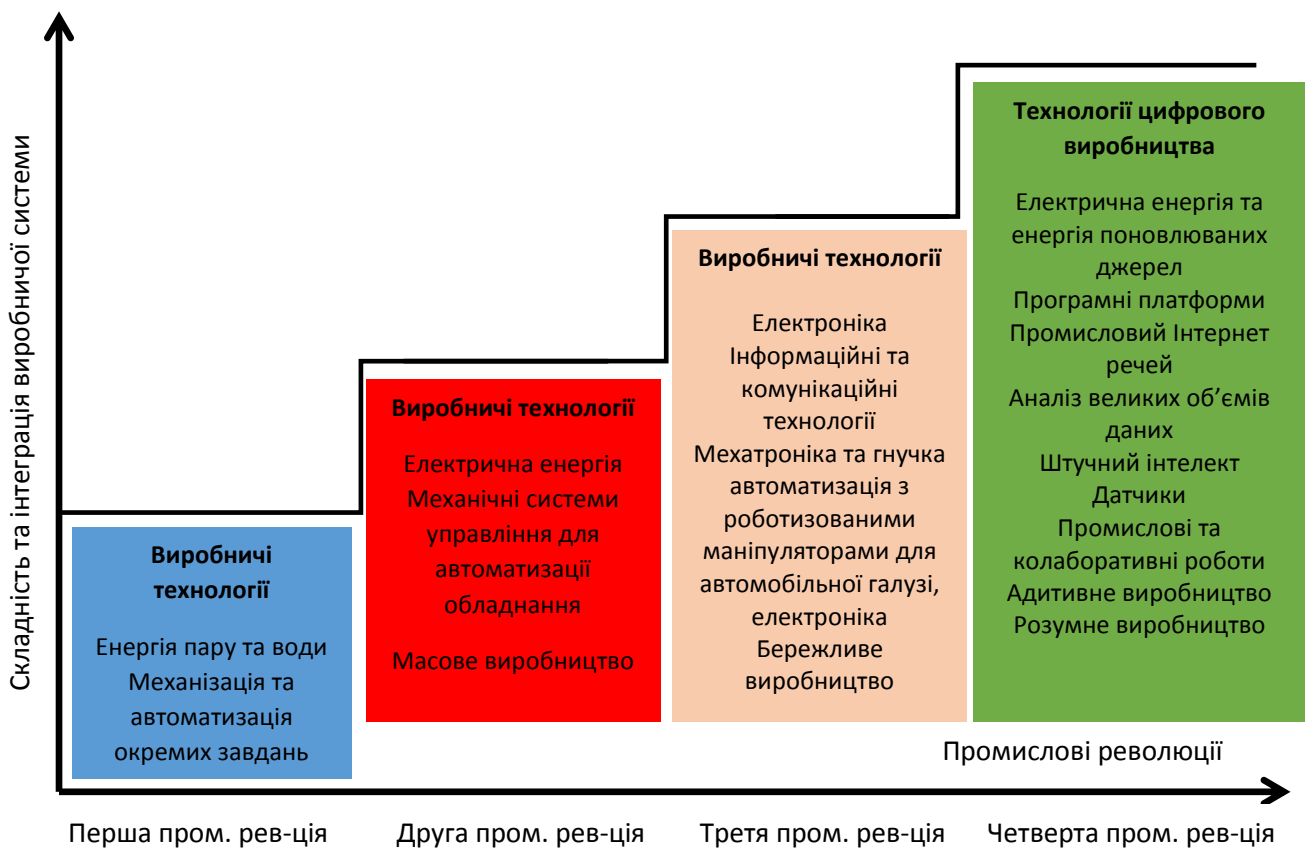 Складність та інтеграція виробничої системи
Виробничі
технології
Енергія пару та води
Механізація та
автоматизація
окремих завдань
Виробничі технології
Електрична енергія
Механічні системи
управління для
автоматизації
обладнання
Масове виробництво
Виробничі технології
Електроніка
Інформаційні та
комунікаційні
технології
Мехатроніка та гнучка
автоматизація з
роботизованими
маніпуляторами для
автомобільної галузі,
електроніка
Бережливе
виробництво
Технології цифрового
виробництва
Електрична енергія та
енергія поновлюваних
джерел
Програмні платформи
Промисловий Інтернет
речей
Аналіз великих об’ємів
даних
Штучний інтелект
Датчики
Промислові та
колаборативні роботи
Адитивне виробництво
Розумне виробництво
Промислові революції
Перша пром. рев-ція
Друга пром. рев-ція
Третя пром. рев-ція
Четверта пром. рев-ція